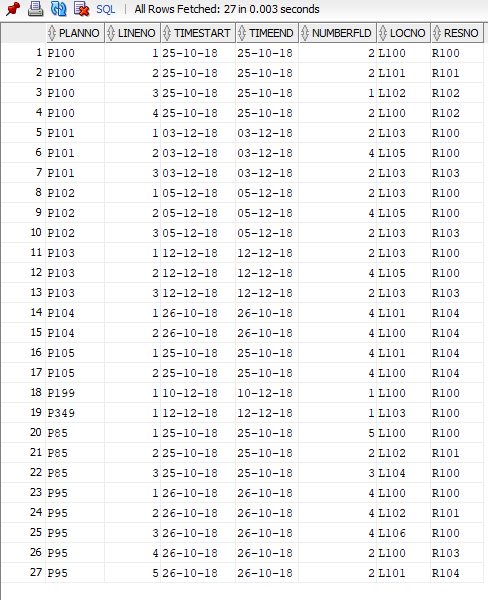 SQL | All Rows Fetched: 27 in 0.003 seconds
PLANNO LINENO TIMESTART TIMEEND NUMBERFLD LOCNO RESNO
1 P100 1 25-10-18 25-10-18 2 L100 R100
2 P100 2 25-10-18 25-10-18 2 L101 R101
3 P100 3 25-10-18 25-10-18 1 L102 R102
4 P100 4 25-10-18 25-10-18 2 L100 R102
5 P101 1 03-12-18 03-12-18 2 L103 R100
6 P101 2 03-12-18 03-12-18 4 L105 R100
7 P101 3 03-12-18 03-12-18 2 L103 R103
8 P102 1 05-12-18 05-12-18 2 L103 R100
9 P102 2 05-12-18 05-12-18 4 L105 R100
10 P102 3 05-12-18 05-12-18 2 L103 R103
11 P103 1 12-12-18 12-12-18 2 L103 R100
12 P103 2 12-12-18 12-12-18 4 L105 R100
13 P103 3 12-12-18 12-12-18 2 L103 R103
14 P104 1 26-10-18 26-10-18 4 L101 R104
15 P104 2 26-10-18 26-10-18 4 L100 R104
16 P105 1 25-10-18 25-10-18 4 L101 R104
17 P105 2 25-10-18 25-10-18 4 L100 R104
18 P199 1 10-12-18 10-12-18 1 L100 R100
19 P349 1 12-12-18 12-12-18 1 L103 R100
20 P85 1 25-10-18 25-10-18 5 L100 R100
21 P85 2 25-10-18 25-10-18 2 L102 R101
22 P85 3 25-10-18 25-10-18 3 L104 R100
23 P95 1 26-10-18 26-10-18 4 L100 R100
24 P95 2 26-10-18 26-10-18 4 L102 R101
25 P95 3 26-10-18 26-10-18 4 L106 R100
26 P95 4 26-10-18 26-10-18 2 L100 R103
27 P95 5 26-10-18 26-10-18 2 L101 R104